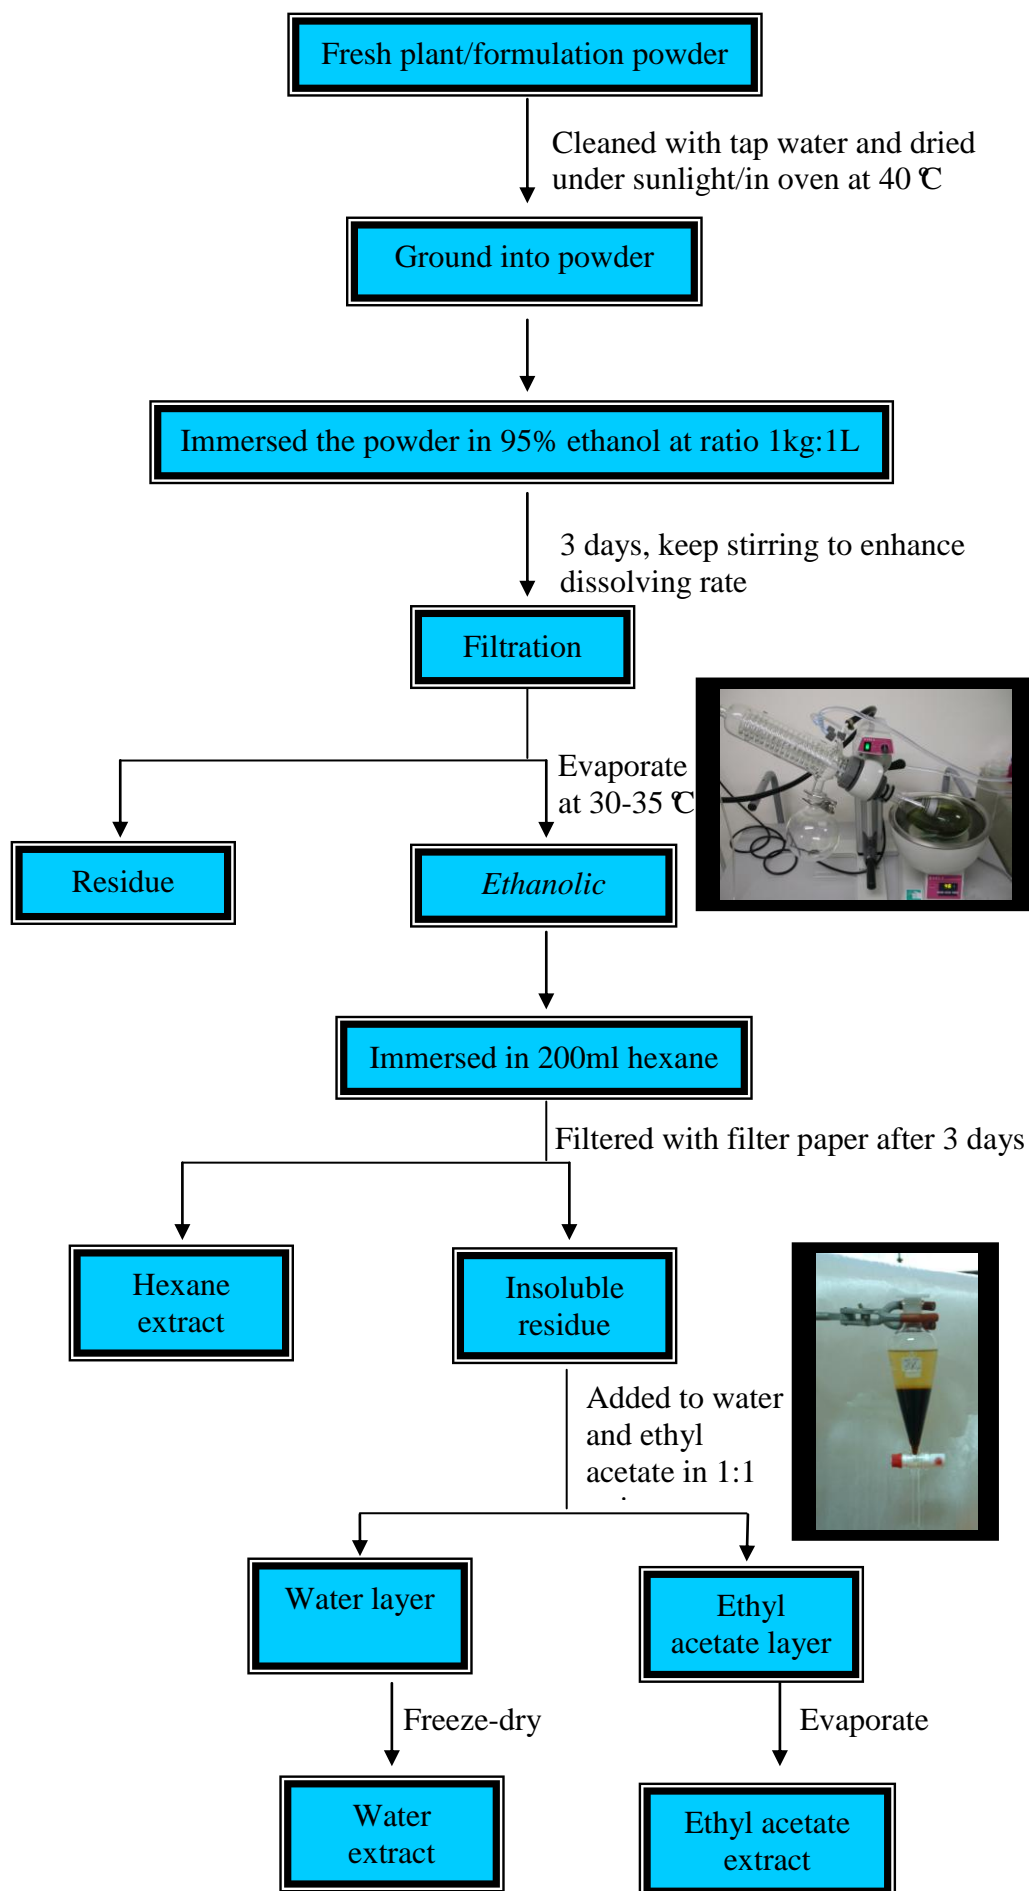 Fresh plant/formulation powder
Cleaned with tap water and dried
under sunlight/in oven at 40 ℃
Ground into powder
Immersed the powder in 95% ethanol at ratio 1kg:1L
3 days, keep stirring to enhance
dissolving rate
Filtration
Evaporate
at 30-35 ℃
Residue
Ethanolic
Immersed in 200ml hexane
Filtered with filter paper after 3 days
Hexane
extract
Insoluble
residue
Added to water
and ethyl
acetate in 1:1
Water layer
Ethyl
acetate layer
Freeze-dry
Evaporate
Water
extract
Ethyl acetate
extract